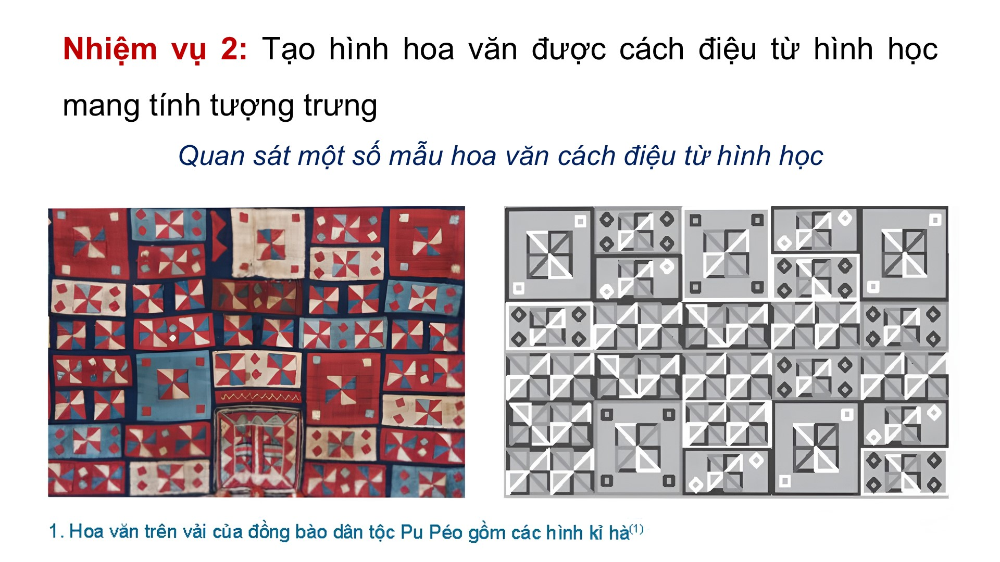 Nhiệm vụ 2: Tạo hình hoa văn được cách điệu từ hình học
mang tính tượng trưng
Quan sát một số mẫu hoa văn cách điệu từ hình học
1. Hoa văn trên vải của đồng bào dân tộc Pu Péo gồm các hình kỉ hà(1)